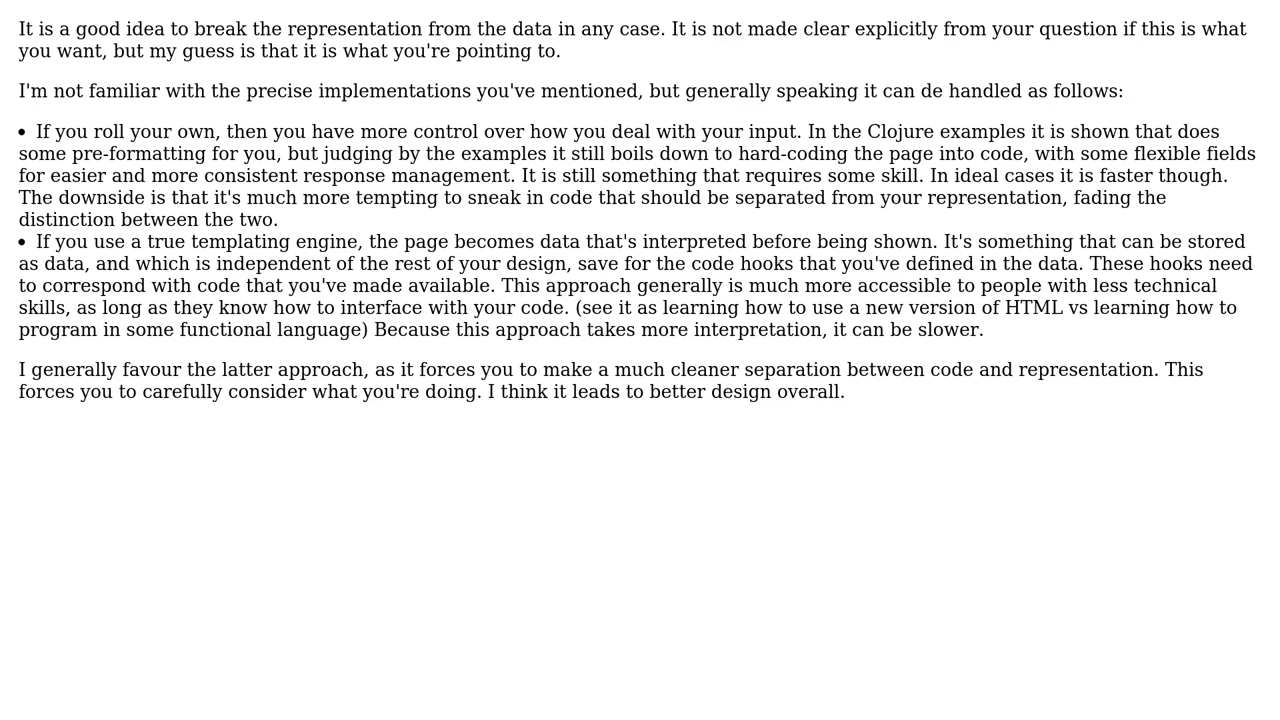 It is a good idea to break the representation from the data in any case. It is not made clear explicitly from your question if this is what
you want, but my guess is that it is what you're pointing to.
I'm not familiar with the precise implementations you've mentioned, but generally speaking it can de handled as follows:
• If you roll your own, then you have more control over how you deal with your input. In the Clojure examples it is shown that does
some pre-formatting for you, but judging by the examples it still boils down to hard-coding the page into code, with some flexible fields
for easier and more consistent response management. It is still something that requires some skill. In ideal cases it is faster though.
The downside is that it's much more tempting to sneak in code that should be separated from your representation, fading the
distinction between the two.
• If you use a true templating engine, the page becomes data that's interpreted before being shown. It's something that can be stored
as data, and which is independent of the rest of your design, save for the code hooks that you've defined in the data. These hooks need
to correspond with code that you've made available. This approach generally is much more accessible to people with less technical
skills, as long as they know how to interface with your code. (see it as learning how to use a new version of HTML vs learning how to
program in some functional language) Because this approach takes more interpretation, it can be slower.
I generally favour the latter approach, as it forces you to make a much cleaner separation between code and representation. This
forces you to carefully consider what you're doing. I think it leads to better design overall.